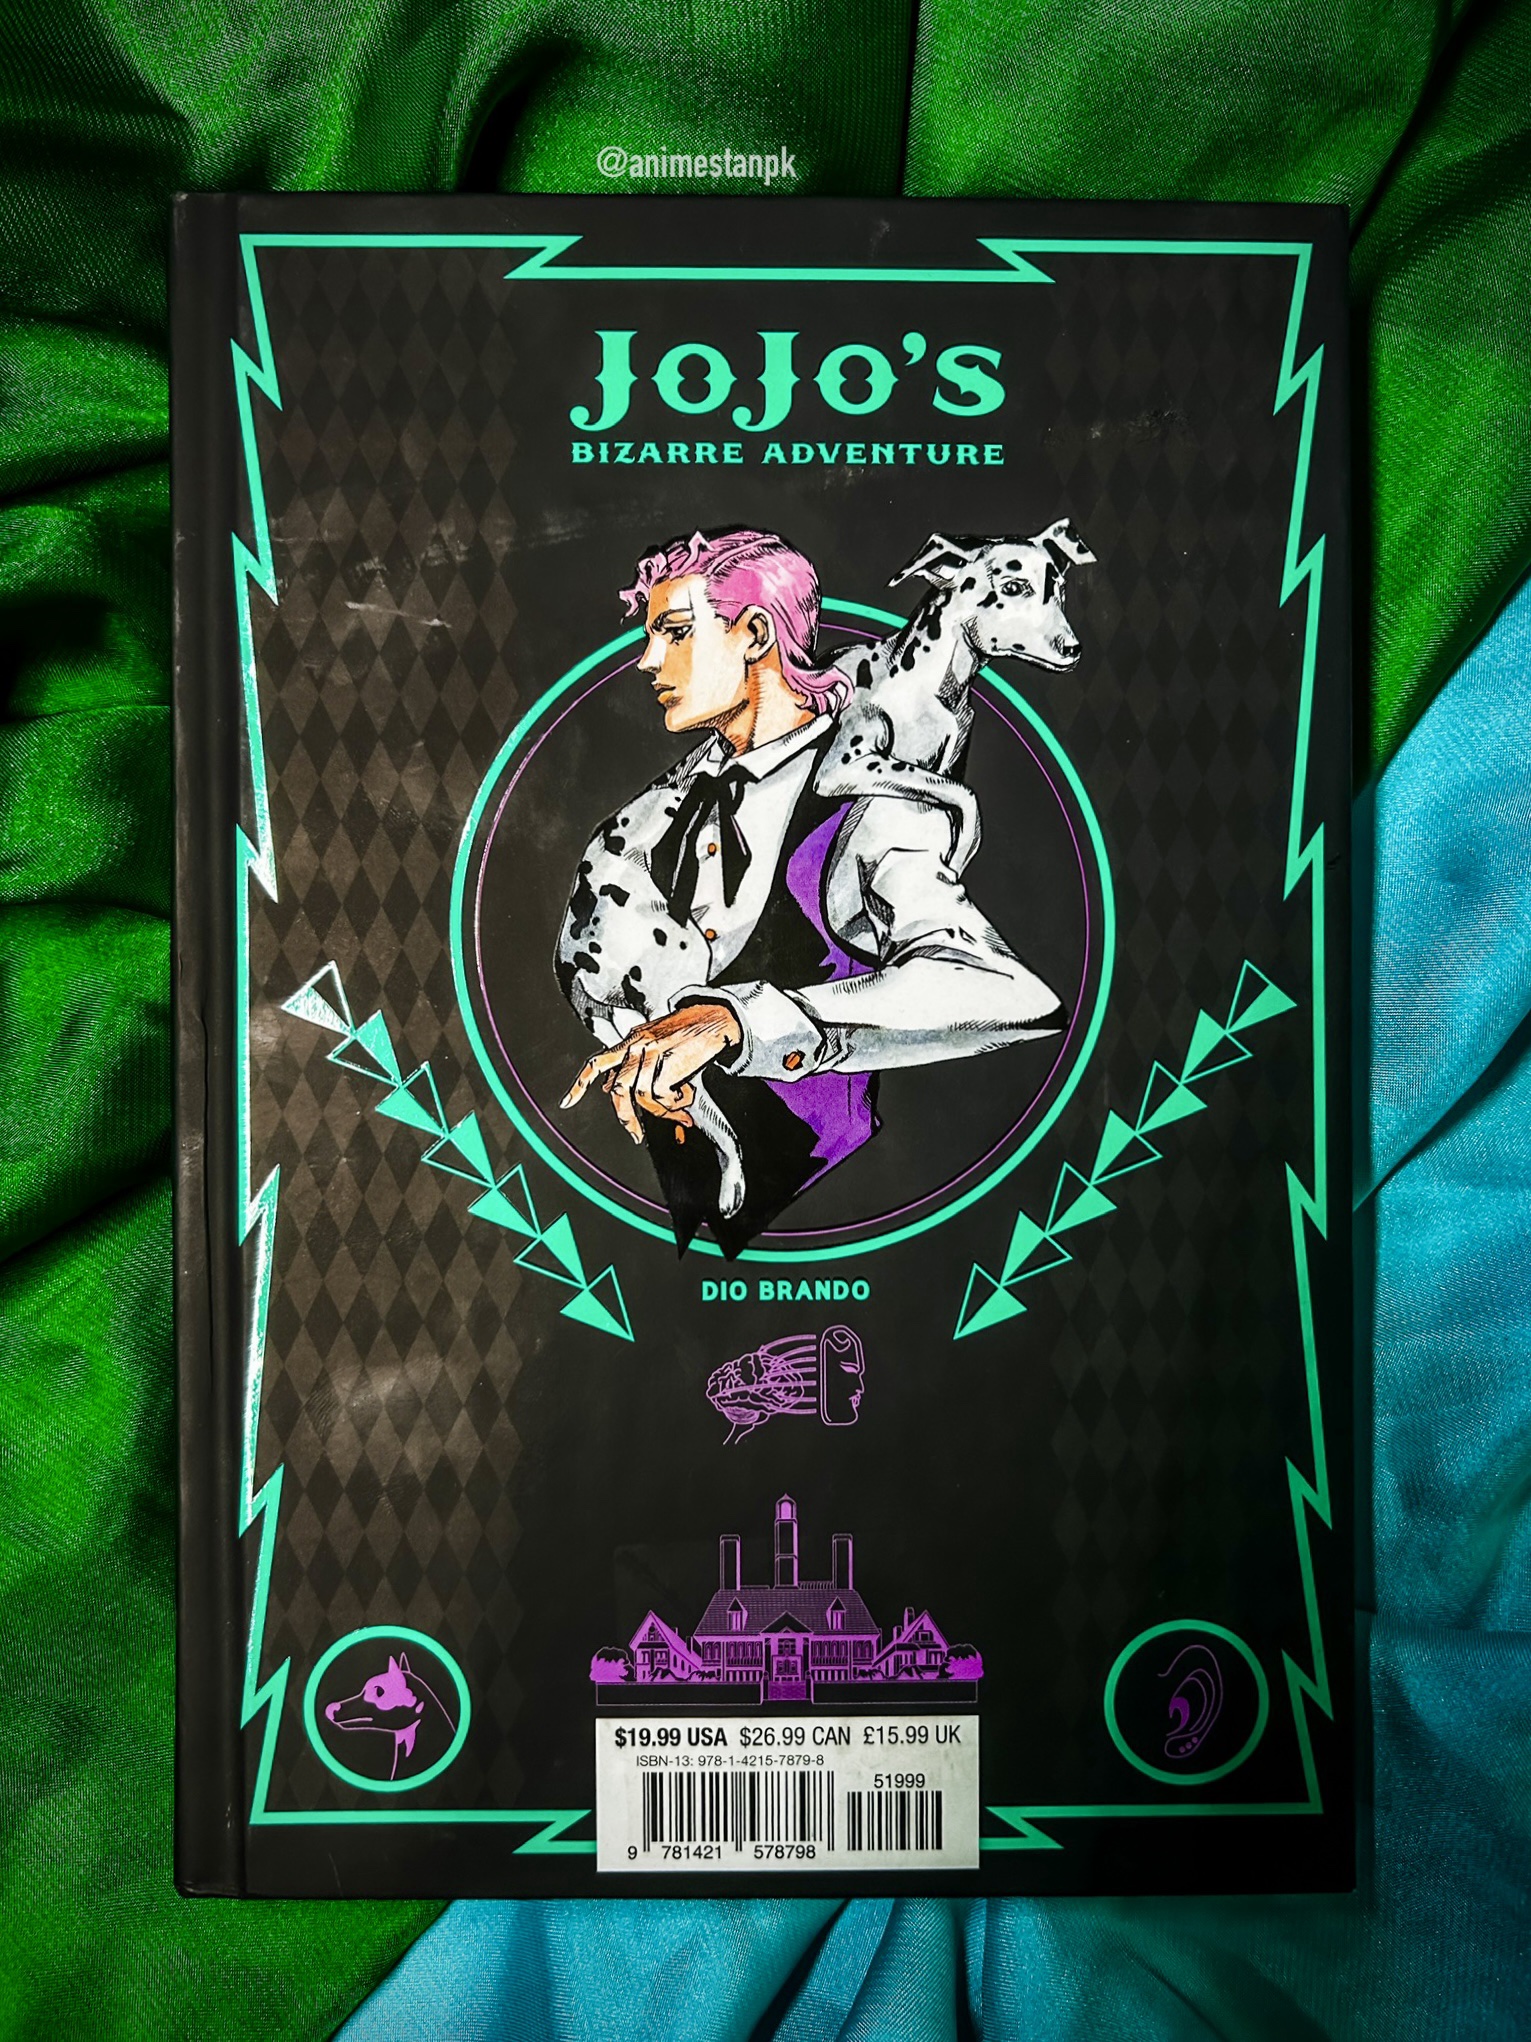 @animestanpk
JoJo's
BIZARRE ADVENTURE
DIO BRANDO
$19.99 USA $26.99 CAN £15.99 UK
ISBN-13: 978-1-4215-7879-8
51999
9 781421 578798